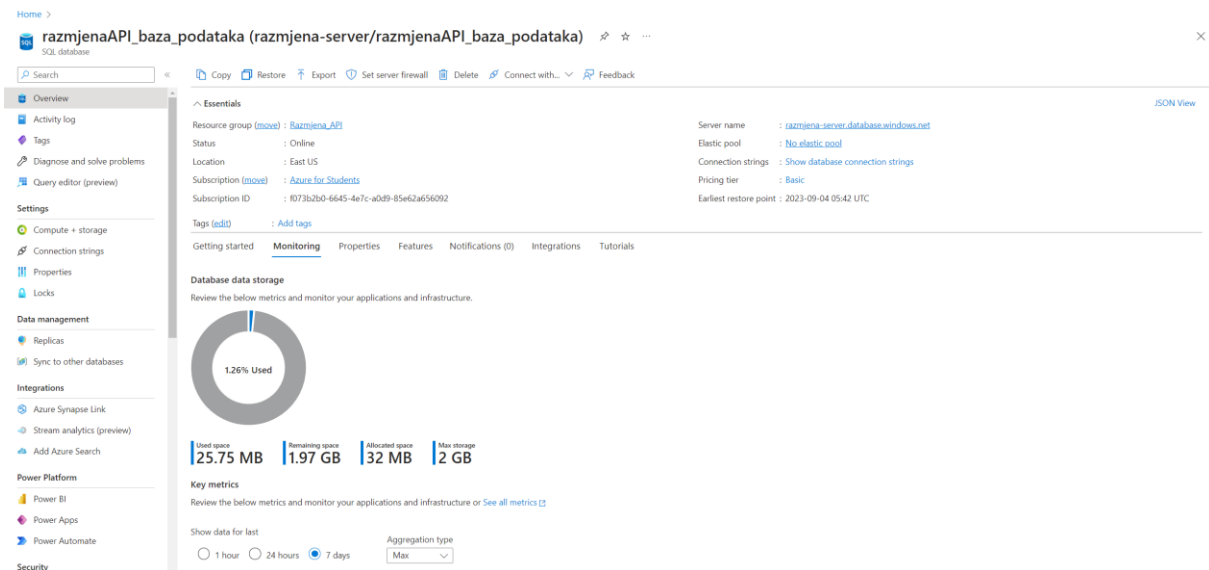 Home >
razmjenaAPI_baza_podataka (razmjena-server/razmjenaAPI_baza_podataka)
SQL database
Search
Copy Restore Export Set server firewall Delete Connect with... Feedback
Overview
Activity log
Tags
Diagnose and solve problems
Query editor (preview)
Settings
Compute + storage
Connection strings
Properties
Locks
Data management
Replicas
Sync to other databases
Integrations
Azure Synapse Link
Stream analytics (preview)
Add Azure Search
Power Platform
Power BI
Power Apps
Power Automate
Security
Essentials
JSON View
Resource group (move) : Razmjena_API
Status : Online
Location : East US
Subscription (move) : Azure for Students
Subscription ID : f073b2b0-6645-4e7c-a0d9-85e62a656092
Server name : razmjena-server.database.windows.net
Elastic pool : No elastic pool
Connection strings : Show database connection strings
Pricing tier : Basic
Earliest restore point : 2023-09-04 05:42 UTC
Tags (edit) : Add tags
Getting started Monitoring Properties Features Notifications (0) Integrations Tutorials
Database data storage
Review the below metrics and monitor your applications and infrastructure.
1.26% Used
Used space
25.75 MB
Remaining space
1.97 GB
Allocated space
32 MB
Max storage
2 GB
Key metrics
Review the below metrics and monitor your applications and infrastructure or See all metrics
Show data for last
1 hour 24 hours 7 days
Aggregation type
Max